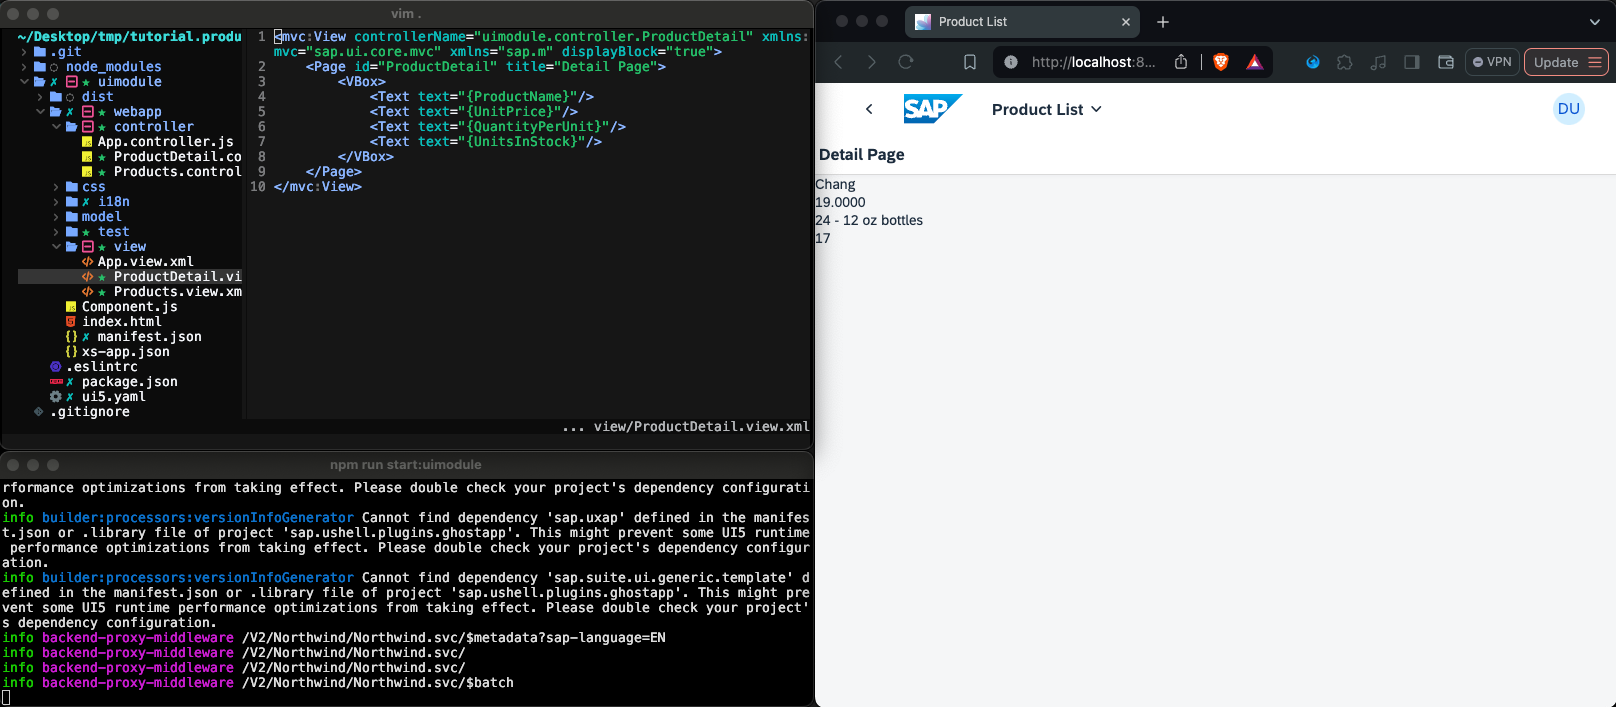 vim .
~/Desktop/tmp/tutorial.produ
.git
node_modules
uimodule
dist
webapp
controller
App.controller.js
ProductDetail.co
Products.control
css
i18n
model
test
view
App.view.xml
ProductDetail.vi
Products.view.xm
Component.js
index.html
manifest.json
xs-app.json
.eslintrc
package.json
ui5.yaml
.gitignore
1 <mvc:View controllerName="uimodule.controller.ProductDetail" xmlns:
mvc="sap.ui.core.mvc" xmlns="sap.m" displayBlock="true">
2 <Page id="ProductDetail" title="Detail Page">
3 <VBox>
4 <Text text="{ProductName}"/>
5 <Text text="{UnitPrice}"/>
6 <Text text="{QuantityPerUnit}"/>
7 <Text text="{UnitsInStock}"/>
8 </VBox>
9 </Page>
10 </mvc:View>
... view/ProductDetail.view.xml
npm run start:uimodule
rformance optimizations from taking effect. Please double check your project's dependency configurati
on.
info builder:processors:versionInfoGenerator Cannot find dependency 'sap.uxap' defined in the manifes
t.json or .library file of project 'sap.ushell.plugins.ghostapp'. This might prevent some UI5 runtime
performance optimizations from taking effect. Please double check your project's dependency configur
ation.
info builder:processors:versionInfoGenerator Cannot find dependency 'sap.suite.ui.generic.template' d
efined in the manifest.json or .library file of project 'sap.ushell.plugins.ghostapp'. This might pre
vent some UI5 runtime performance optimizations from taking effect. Please double check your project'
s dependency configuration.
info backend-proxy-middleware /V2/Northwind/Northwind.svc/$metadata?sap-language=EN
info backend-proxy-middleware /V2/Northwind/Northwind.svc/
info backend-proxy-middleware /V2/Northwind/Northwind.svc/
info backend-proxy-middleware /V2/Northwind/Northwind.svc/$batch
Product List
http://localhost:8...
VPN
Update
SAP
Product List
DU
Detail Page
Chang
19.0000
24 - 12 oz bottles
17